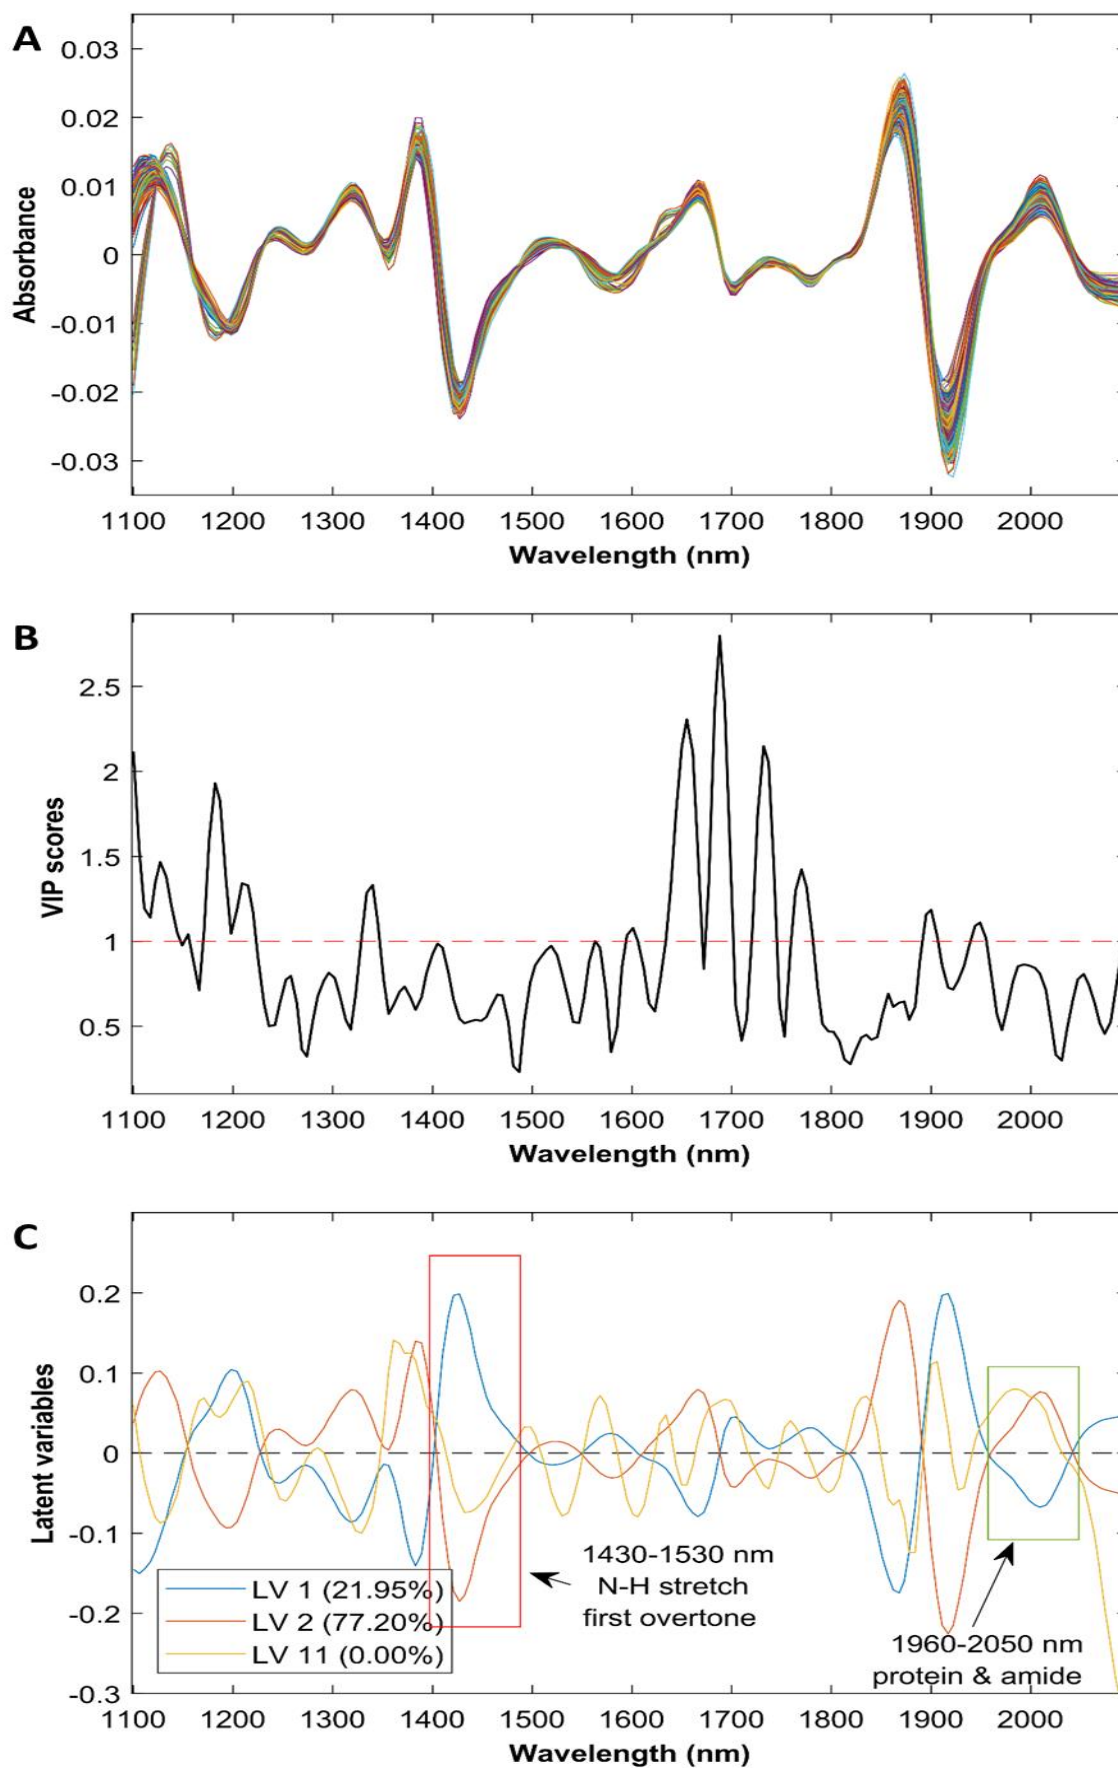 A
0.03
0.02
0.01
0
-0.01
-0.02
-0.03
Absorbance
1100 1200 1300 1400 1500 1600 1700 1800 1900 2000
Wavelength (nm)
B
2.5
2
1.5
1
0.5
VIP scores
1100 1200 1300 1400 1500 1600 1700 1800 1900 2000
Wavelength (nm)
C
0.2
0.1
0
-0.1
-0.2
-0.3
Latent variables
LV 1 (21.95%)
LV 2 (77.20%)
LV 11 (0.00%)
1430-1530 nm
N-H stretch
first overtone
1960-2050 nm
protein & amide
1100 1200 1300 1400 1500 1600 1700 1800 1900 2000
Wavelength (nm)